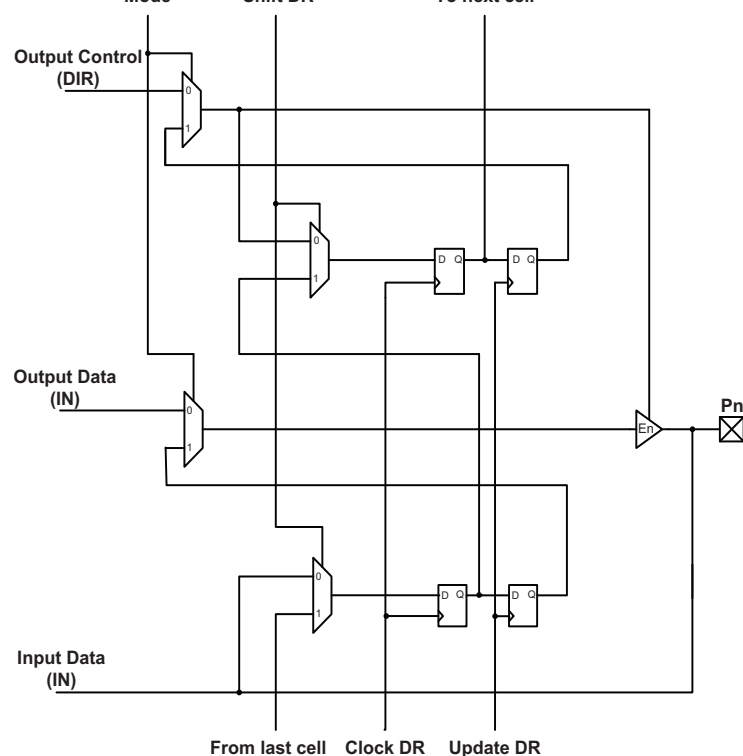 Mode Shift DR To next cell
Output Control
(DIR)
0
1
0
1
D Q
D Q
Output Data
(IN)
0
1
En
Pn
0
1
D Q
D Q
Input Data
(IN)
From last cell Clock DR Update DR